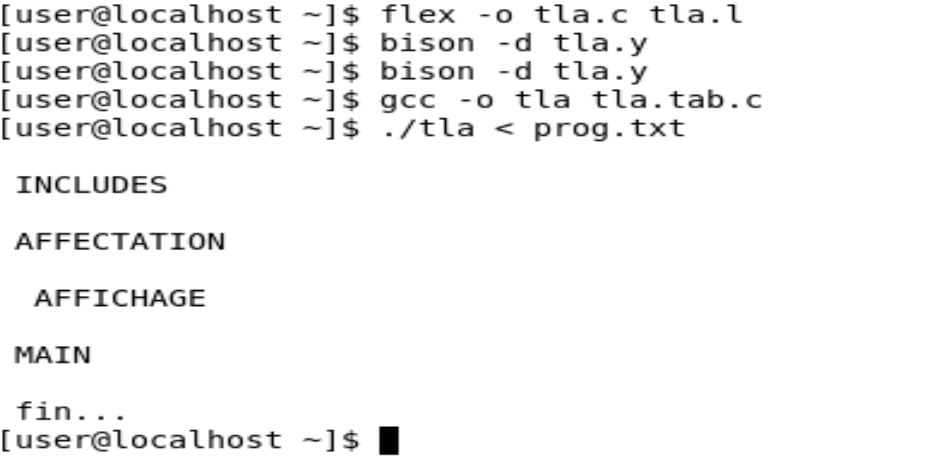 [user@localhost ~]$ flex -o tla.c tla.l
[user@localhost ~]$ bison -d tla.y
[user@localhost ~]$ bison -d tla.y
[user@localhost ~]$ gcc -o tla tla.tab.c
[user@localhost ~]$ ./tla < prog.txt
INCLUDES
AFFECTATION
AFFICHAGE
MAIN
fin...
[user@localhost ~]$